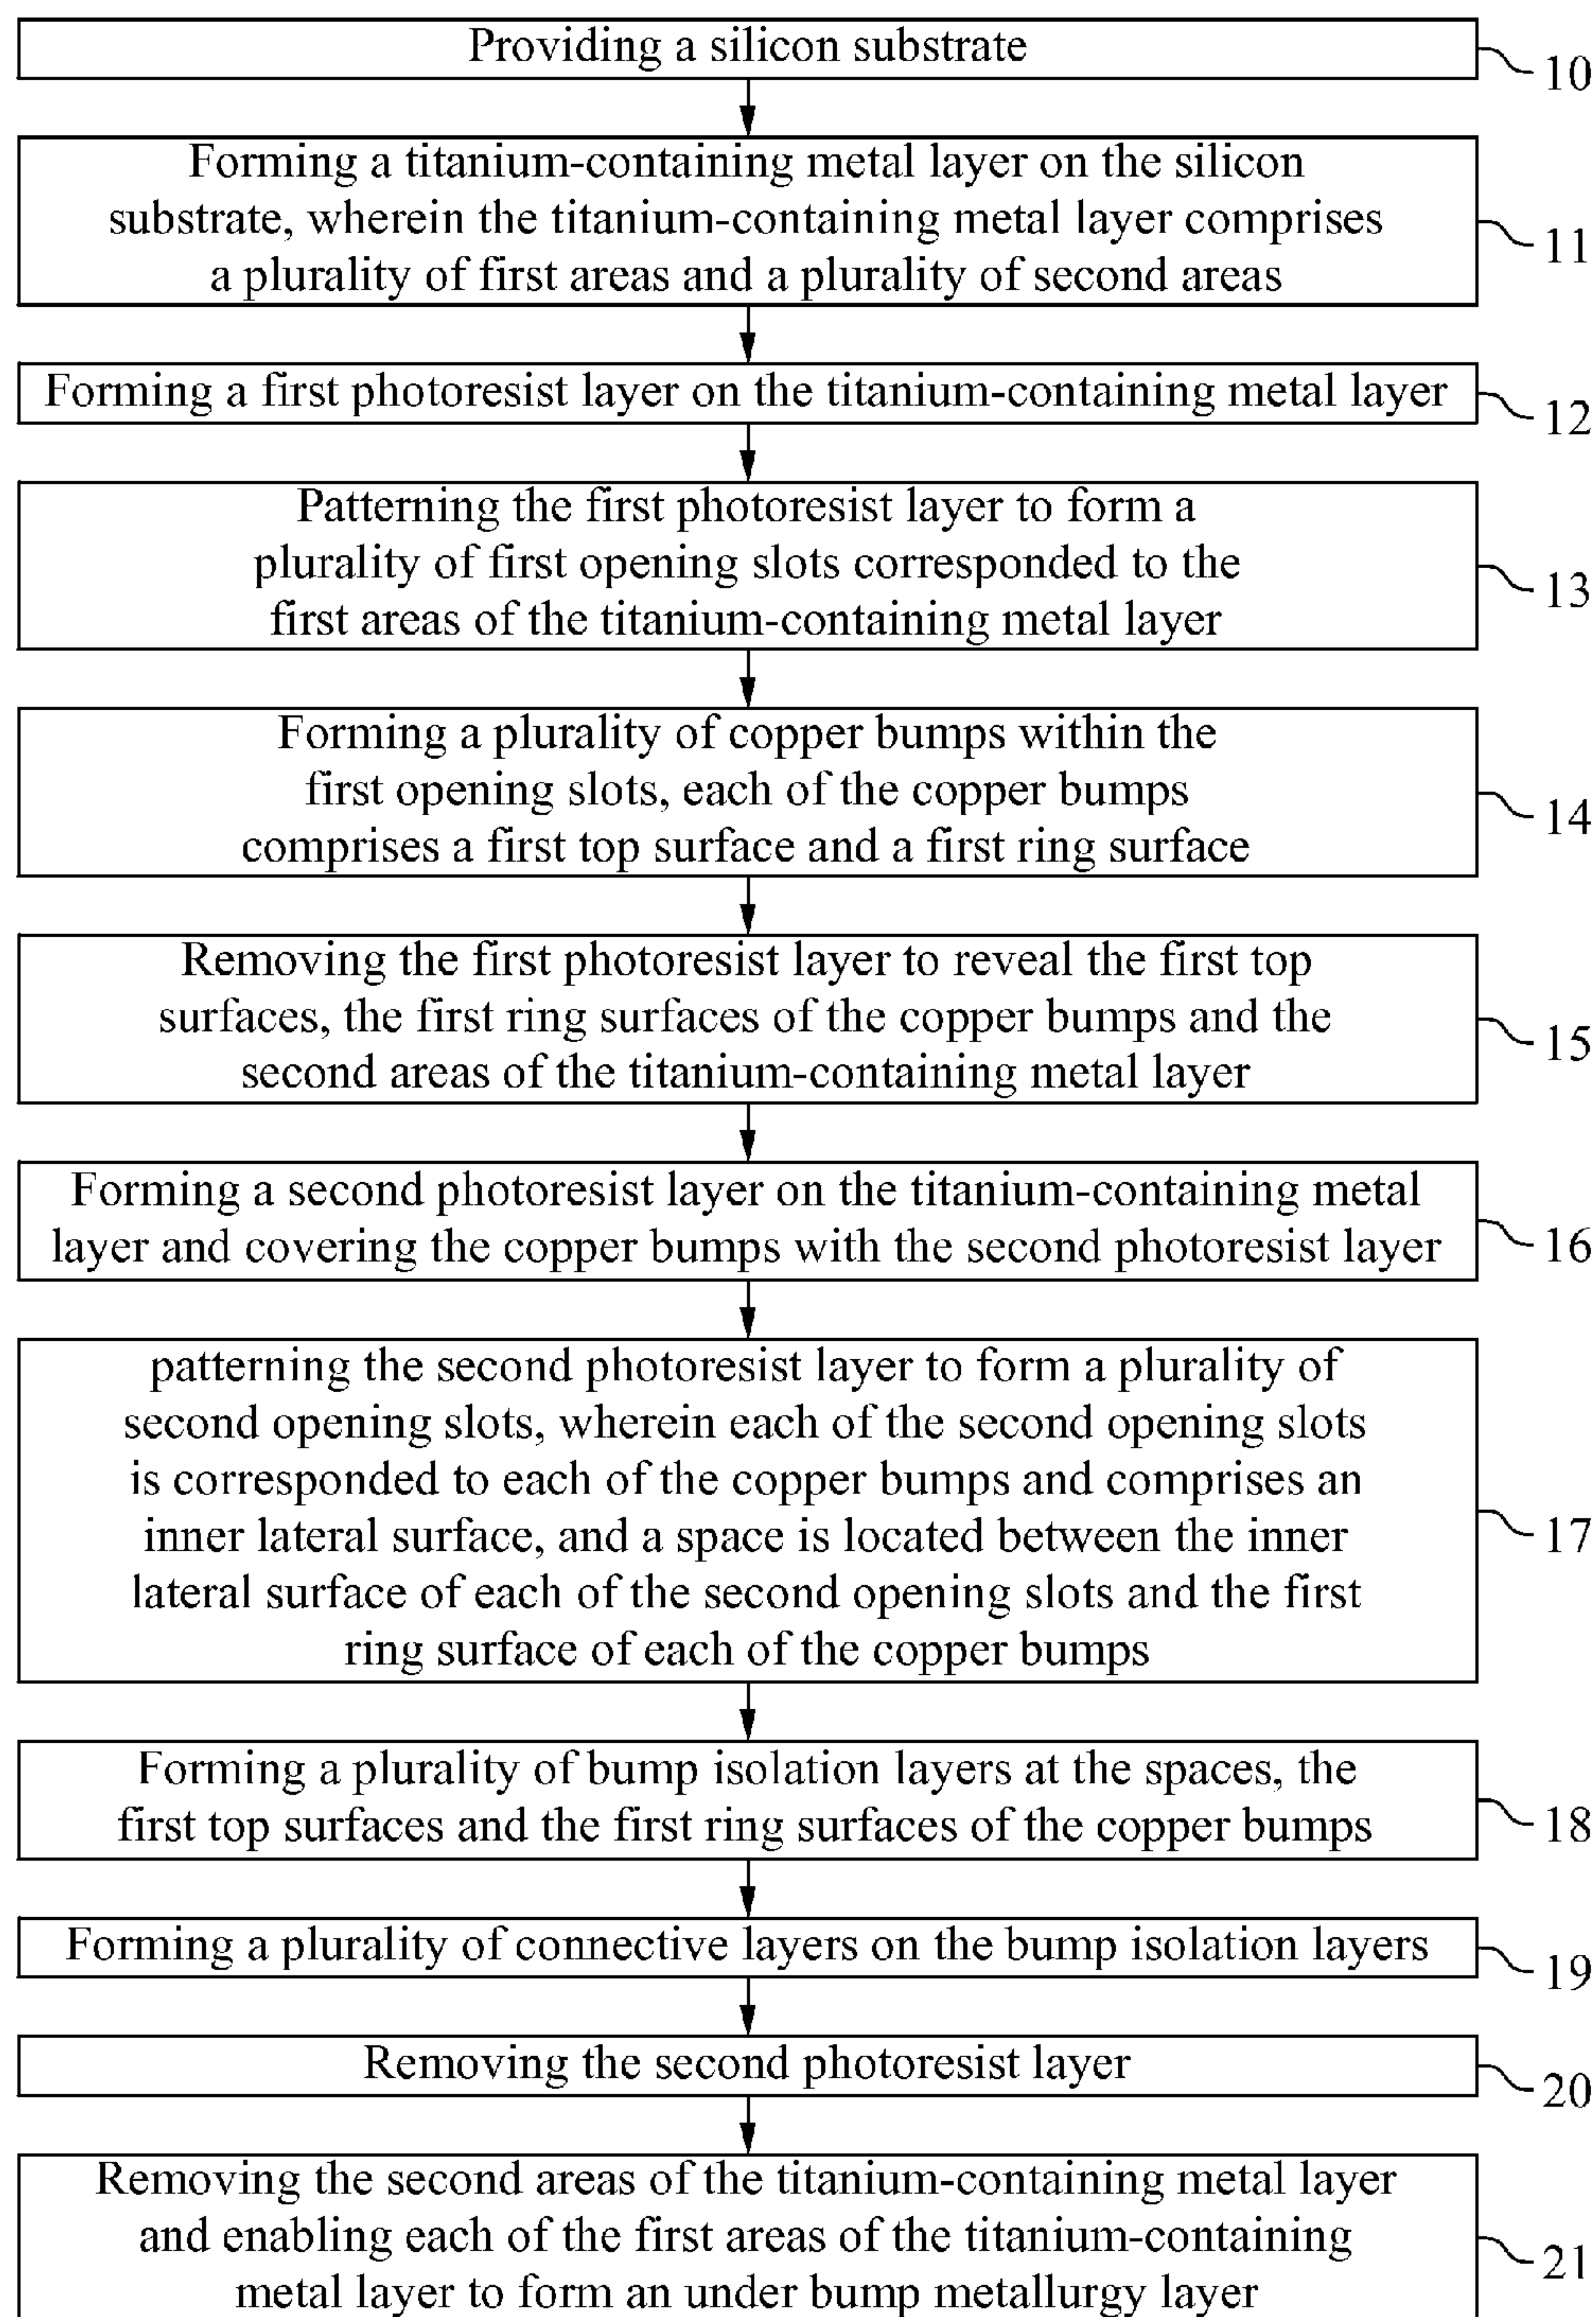 Providing a silicon substrate
10
Forming a titanium-containing metal layer on the silicon
substrate, wherein the titanium-containing metal layer comprises
a plurality of first areas and a plurality of second areas
11
Forming a first photoresist layer on the titanium-containing metal layer
12
Patterning the first photoresist layer to form a
plurality of first opening slots corresponded to the
first areas of the titanium-containing metal layer
13
Forming a plurality of copper bumps within the
first opening slots, each of the copper bumps
comprises a first top surface and a first ring surface
14
Removing the first photoresist layer to reveal the first top
surfaces, the first ring surfaces of the copper bumps and the
second areas of the titanium-containing metal layer
15
Forming a second photoresist layer on the titanium-containing metal
layer and covering the copper bumps with the second photoresist layer
16
patterning the second photoresist layer to form a plurality of
second opening slots, wherein each of the second opening slots
is corresponded to each of the copper bumps and comprises an
inner lateral surface, and a space is located between the inner
lateral surface of each of the second opening slots and the first
ring surface of each of the copper bumps
17
Forming a plurality of bump isolation layers at the spaces, the
first top surfaces and the first ring surfaces of the copper bumps
18
Forming a plurality of connective layers on the bump isolation layers
19
Removing the second photoresist layer
20
Removing the second areas of the titanium-containing metal layer
and enabling each of the first areas of the titanium-containing
metal layer to form an under bump metallurgy layer
21